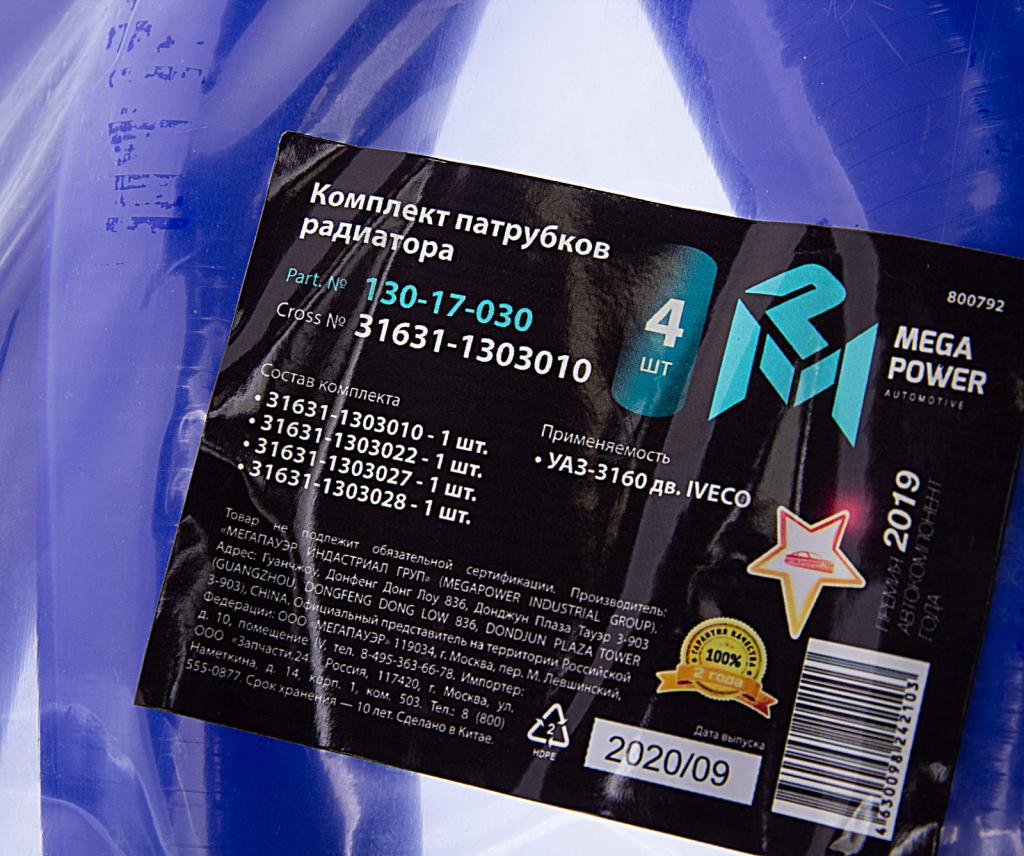 Комплект патрубков
радиатора
Part. № 130-17-030
Cross № 31631-1303010
4
шт
800792
MEGA
POWER
AUTOMOTIVE
Состав комплекта
• 31631-1303010 - 1 шт.
• 31631-1303022 - 1 шт.
• 31631-1303027 - 1 шт.
• 31631-1303028 - 1 шт.
Применяемость
• УАЗ-3160 дв. IVECO
ПРЕМИЯ 2019
АВТОКОМПОНЕНТ
ГОДА
Товар не подлежит обязательной сертификации. Производитель:
«МЕГАПАУЭР ИНДАСТРИАЛ ГРУП» (MEGAPOWER INDUSTRIAL GROUP).
Адрес: Гуанчжоу, Донфенг Донг Лоу 836, Донджун Плаза Тауэр 3-903
(GUANGZHOU DONGFENG DONG LOW 836, DONDJUN PLAZA TOWER
3-903), CHINA. Официальный представитель на территории Российской
Федерации: ООО "МЕГАПАУЭР" 119034, г. Москва, пер. М. Левшинский,
д. 10, помещение IV, тел. 8-495-363-66-78. Импортер:
ООО «Запчасти.24», Россия, 117420, г. Москва, ул.
Наметкина, д. 14, корп. 1, ком. 503. Тел.: 8 (800)
555-0877. Срок хранения — 10 лет. Сделано в Китае.
ГАРАНТИЯ КАЧЕСТВА
100%
2 года
2
HDPE
Дата выпуска
2020/09
4630098124210 3